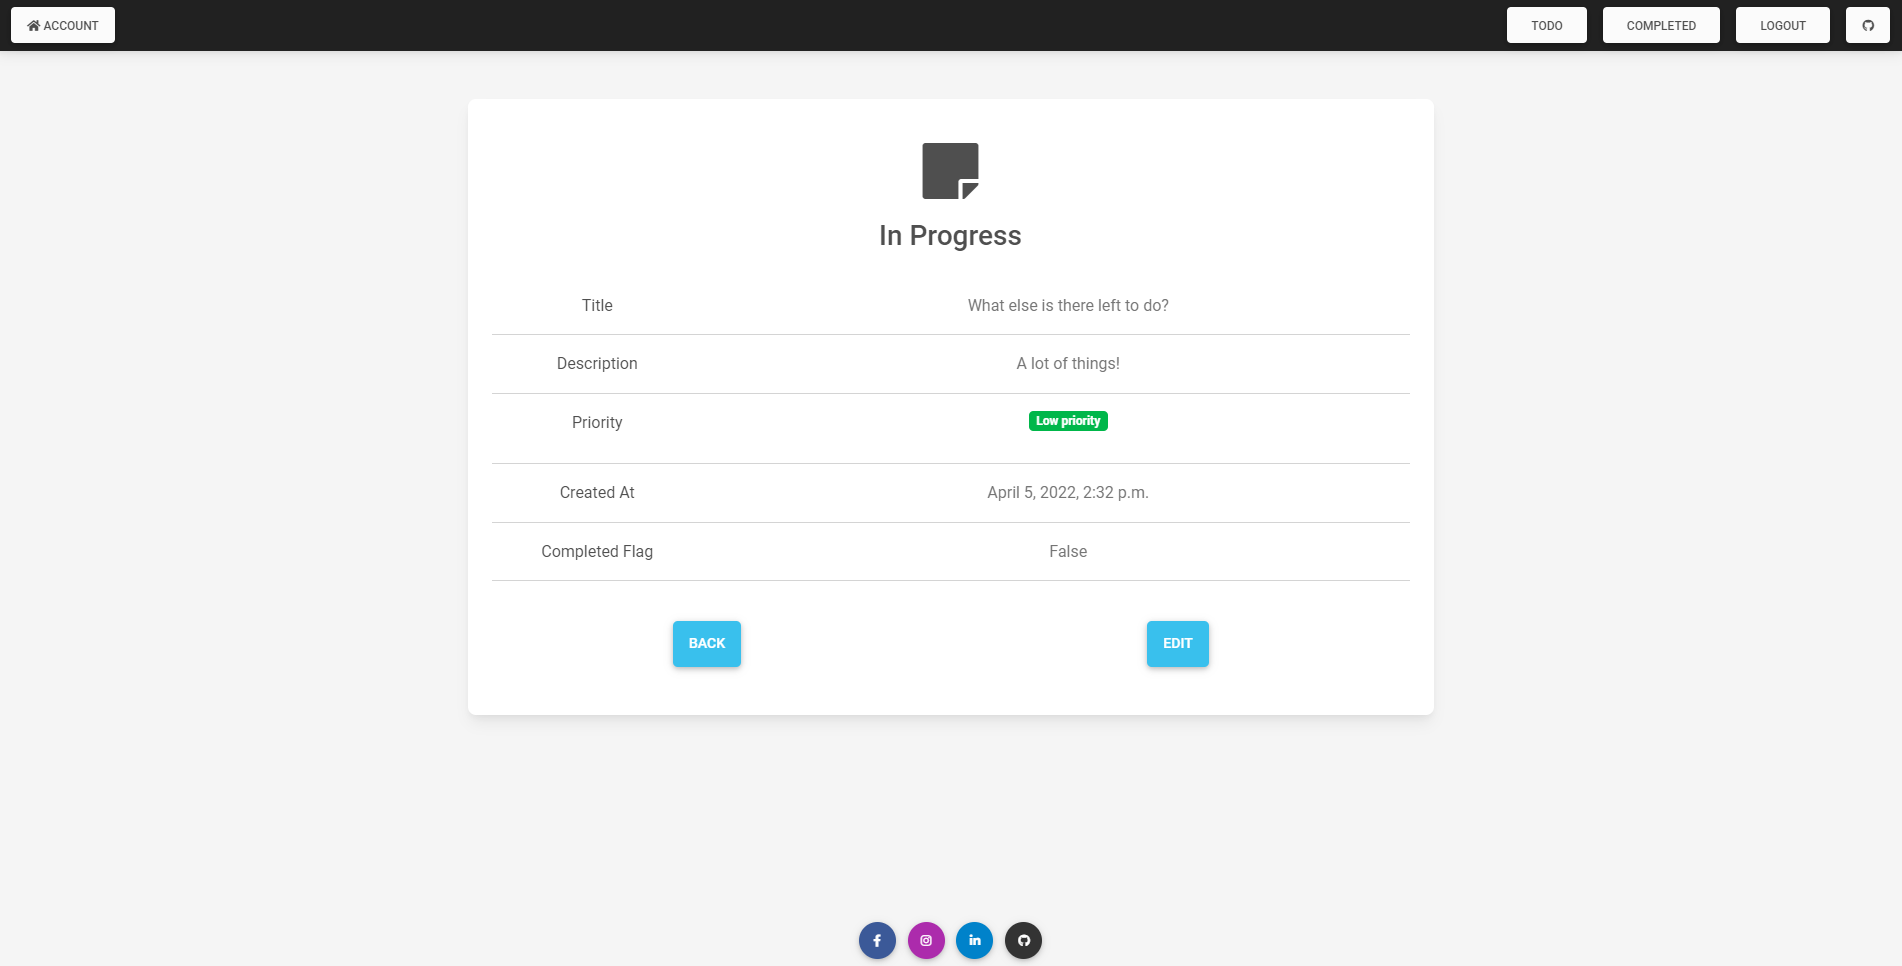 ACCOUNT
TODO
COMPLETED
LOGOUT
In Progress
Title What else is there left to do?
Description A lot of things!
Priority Low priority
Created At April 5, 2022, 2:32 p.m.
Completed Flag False
BACK
EDIT